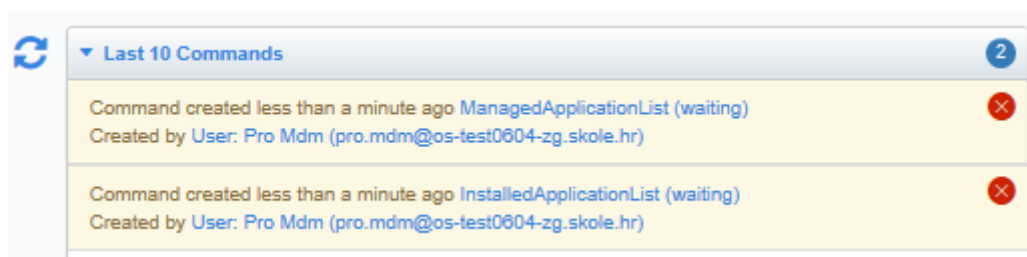 Last 10 Commands
2
Command created less than a minute ago ManagedApplicationList (waiting)
Created by User: Pro Mdm (pro.mdm@os-test0604-zg.skole.hr)
Command created less than a minute ago InstalledApplicationList (waiting)
Created by User: Pro Mdm (pro.mdm@os-test0604-zg.skole.hr)